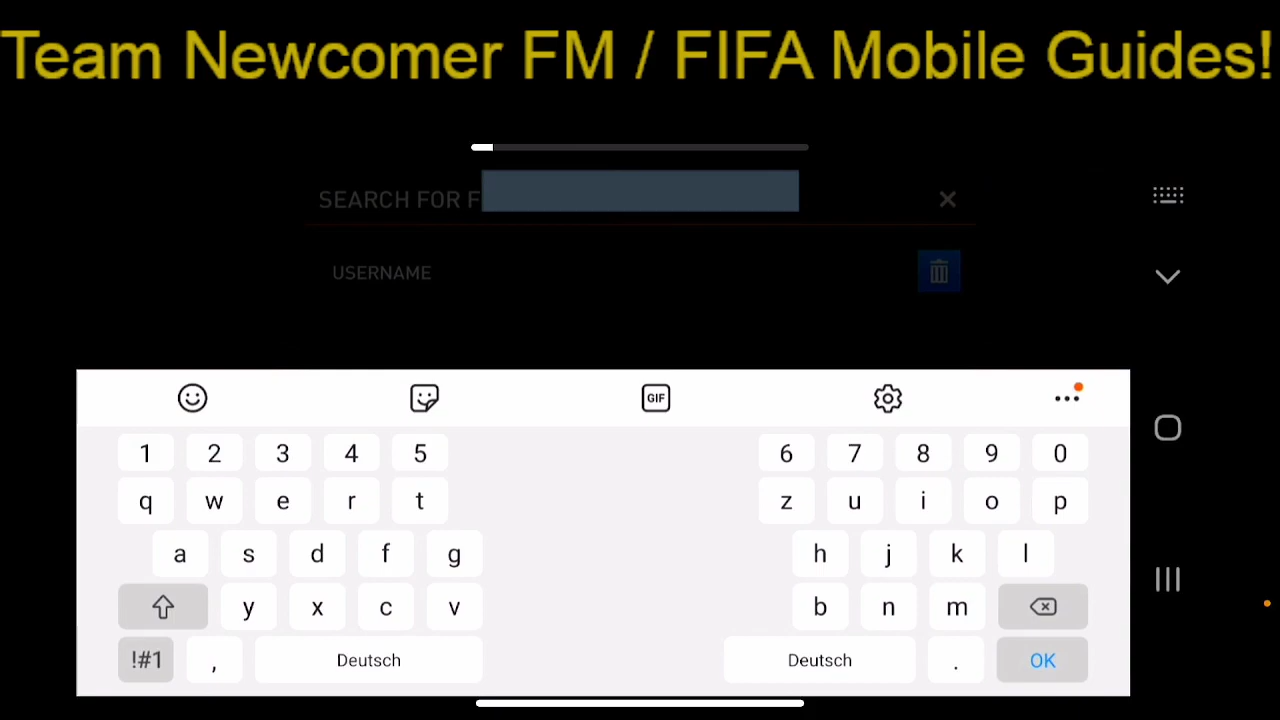 Team Newcomer FM / FIFA Mobile Guides!
SEARCH FOR F
USERNAME
GIF
1 2 3 4 5 6 7 8 9 0
q w e r t z u i o p
a s d f g h j k l
y x c v b n m
!#1 , Deutsch Deutsch . OK